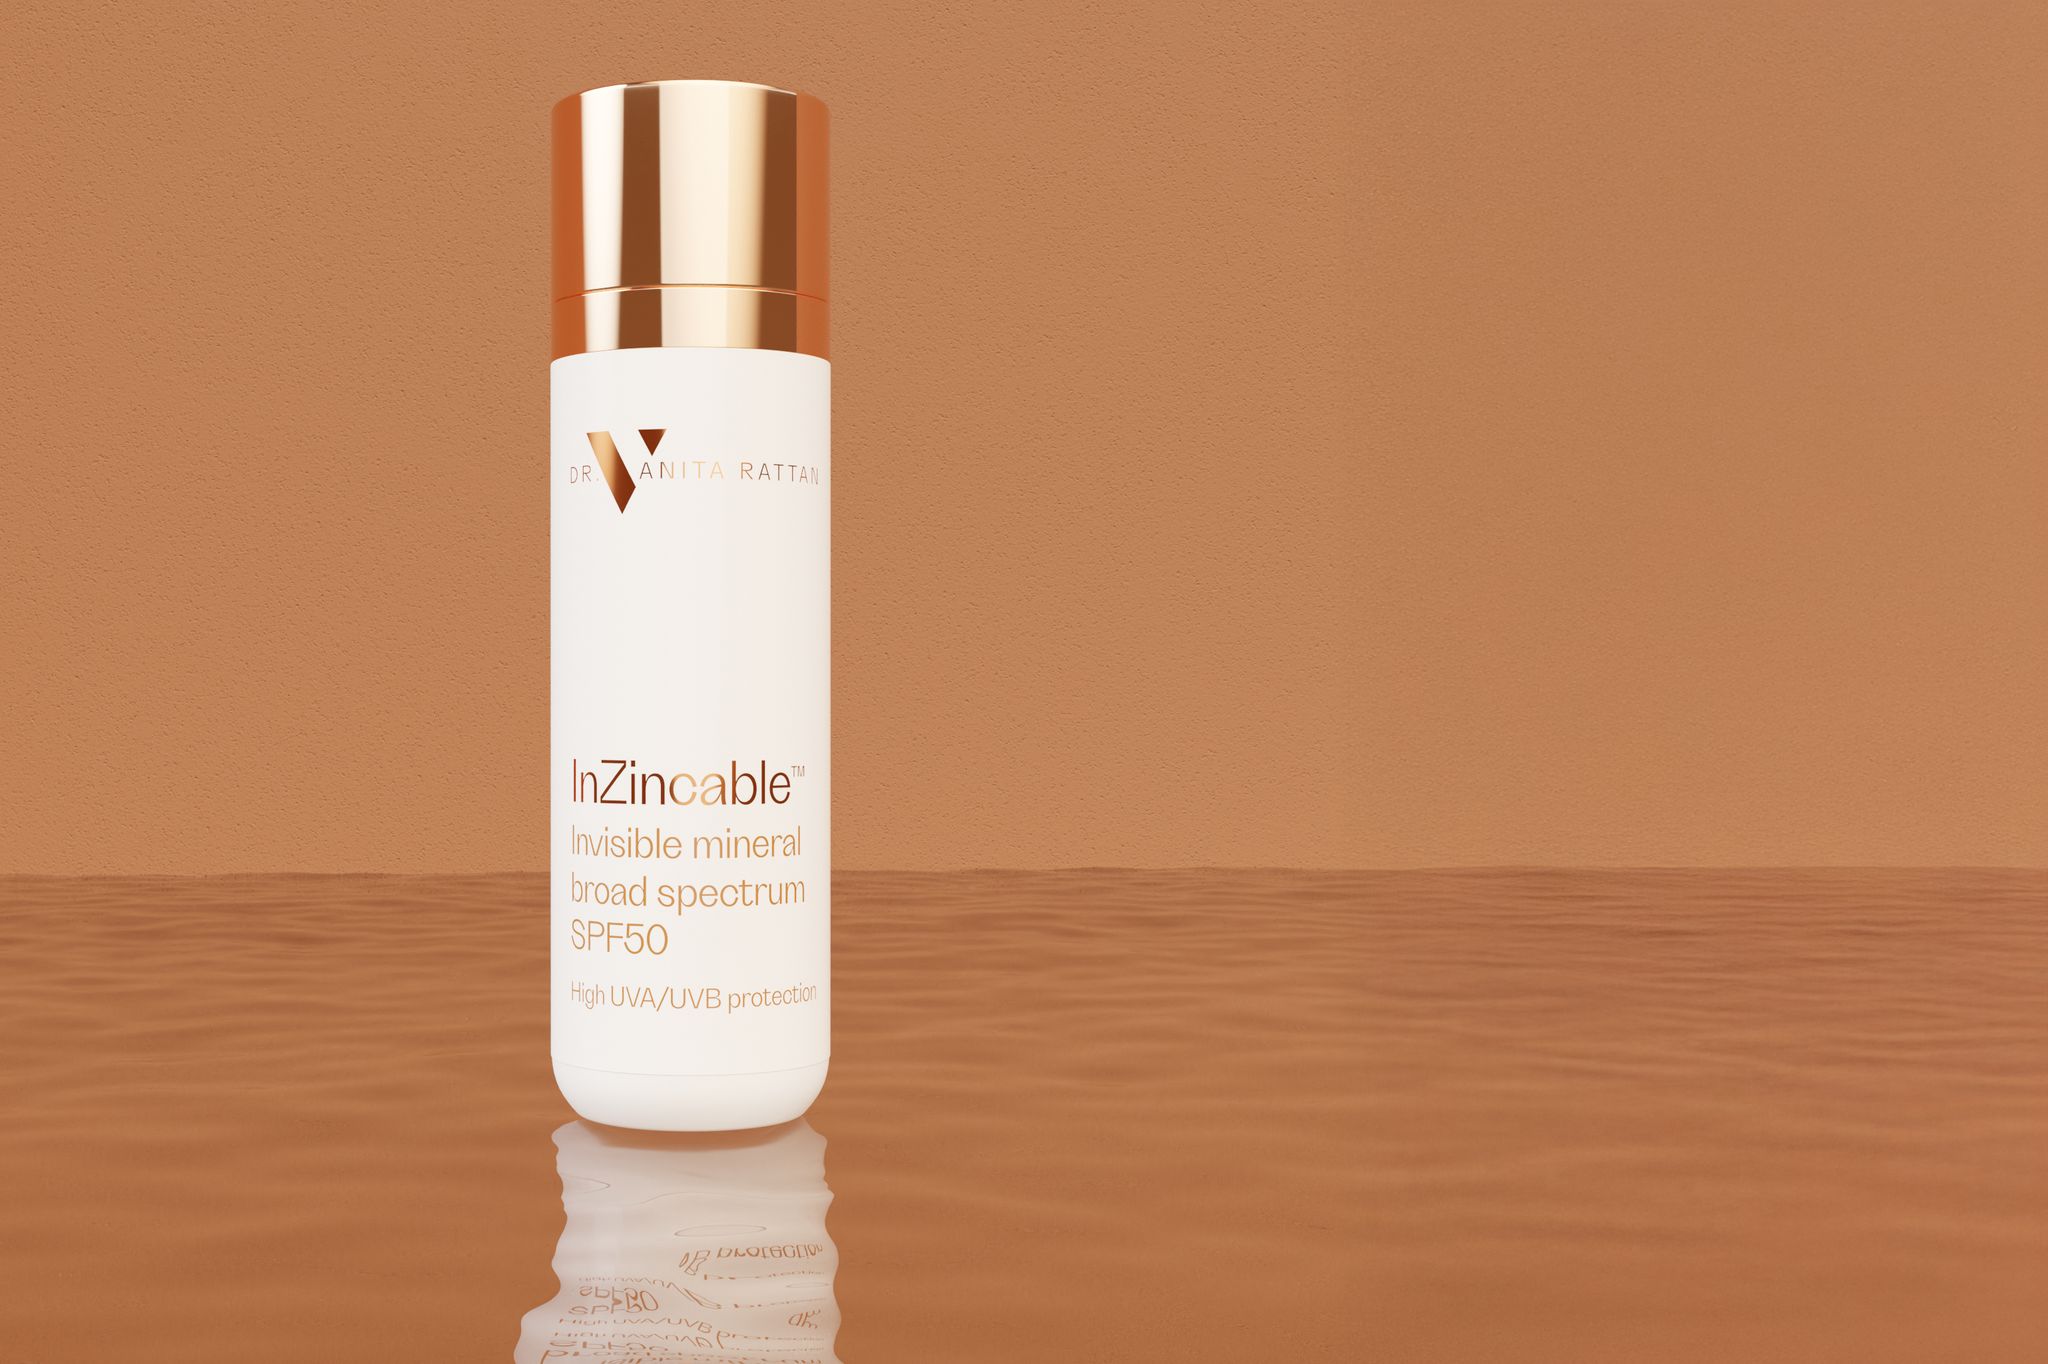 DR. VANITA RATTAN
InZincable™
Invisible mineral
broad spectrum
SPF50
High UVA/UVB protection